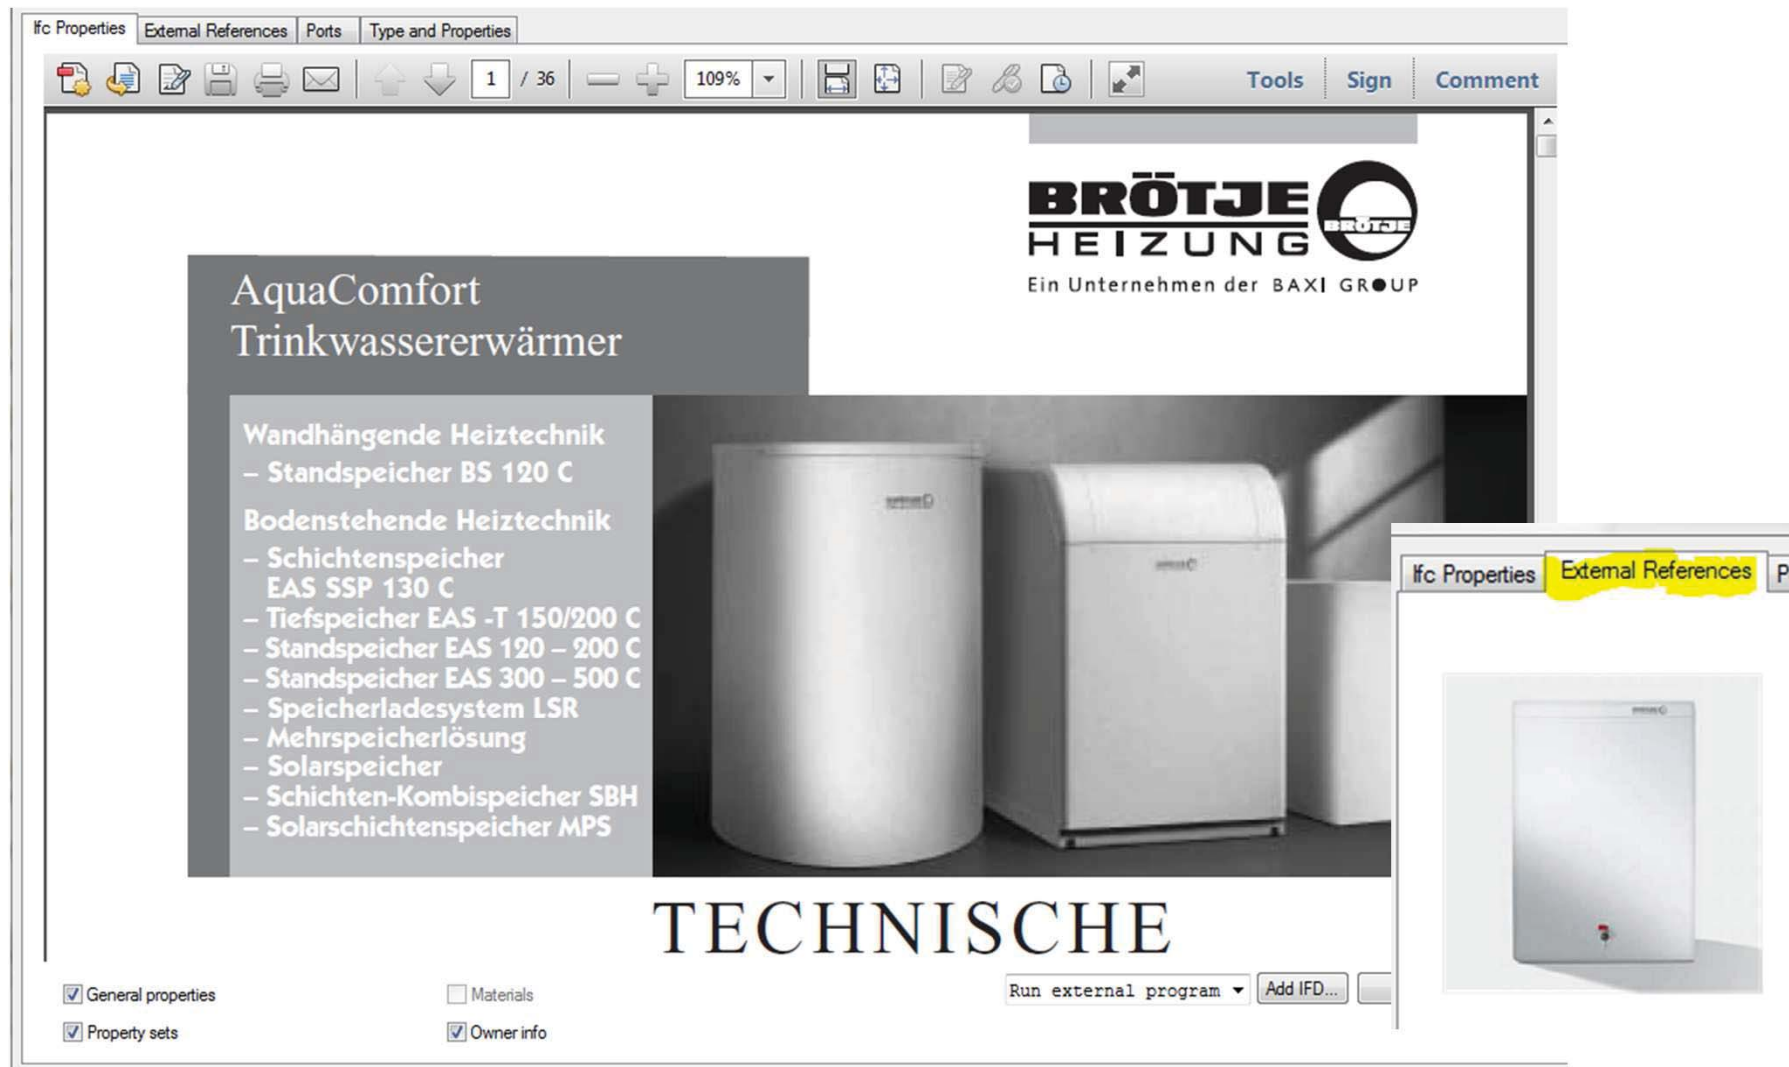 Ifc Properties External References Ports Type and Properties
1 / 36 109% Tools Sign Comment
BRÖTJE
HEIZUNG
BRÖTJE
Ein Unternehmen der BAXI GROUP
AquaComfort
Trinkwassererwärmer
Wandhängende Heiztechnik
– Standspeicher BS 120 C
Bodenstehende Heiztechnik
– Schichtenspeicher
EAS SSP 130 C
– Tiefspeicher EAS -T 150/200 C
– Standspeicher EAS 120 – 200 C
– Standspeicher EAS 300 – 500 C
– Speicherladesystem LSR
– Mehrspeicherlösung
– Solarspeicher
– Schichten-Kombispeicher SBH
– Solarschichtenspeicher MPS
TECHNISCHE
Ifc Properties External References P
General properties Materials Run external program Add IFD...
Property sets Owner info